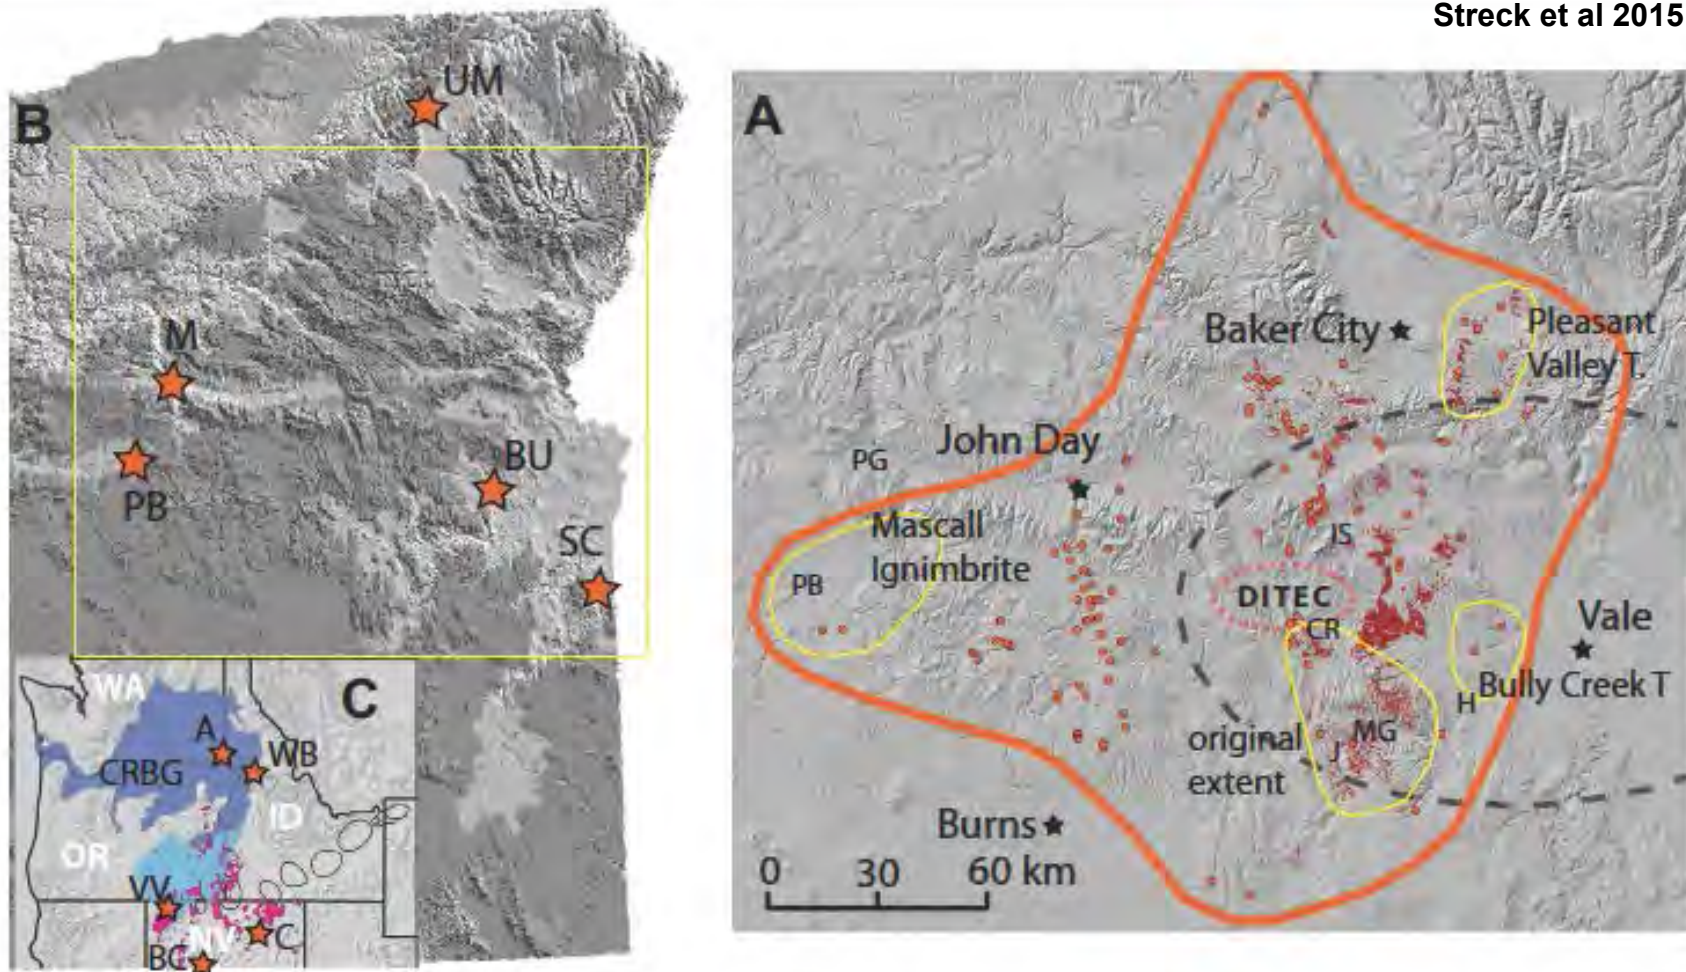 Streck et al 2015
B
UM
M
PB
BU
SC
C
WA
A
WB
CRBG
ID
OR
VV
NV
C
BC
A
Baker City
Pleasant
Valley T.
John Day
PG
Mascall
Ignimbrite
PB
IS
DITEC
CR
Vale
Bully Creek T
H
MG
J
original
extent
Burns
0 30 60 km